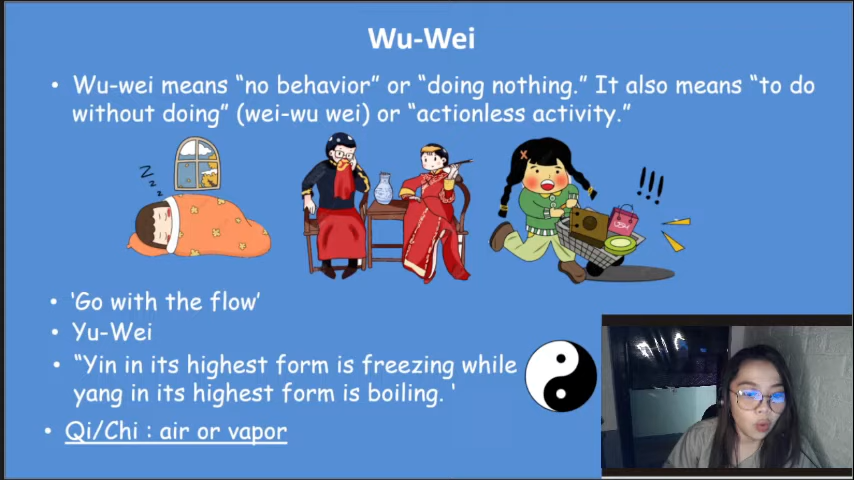 Wu-Wei
• Wu-wei means “no behavior” or “doing nothing.” It also means “to do
without doing” (wei-wu wei) or “actionless activity.”
Z
z
z
!!!
• ‘Go with the flow’
• Yu-Wei
• “Yin in its highest form is freezing while
yang in its highest form is boiling. ‘
• Qi/Chi : air or vapor